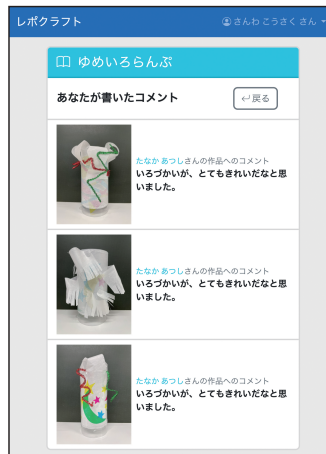 レポクラフト
さんわ こうさく さん
ゆめいろらんぷ
あなたが書いたコメント
戻る
たなか あつしさんの作品へのコメント
いろづかいが、とてもきれいだなと思
いました。
たなか あつしさんの作品へのコメント
いろづかいが、とてもきれいだなと思
いました。
たなか あつしさんの作品へのコメント
いろづかいが、とてもきれいだなと思
いました。